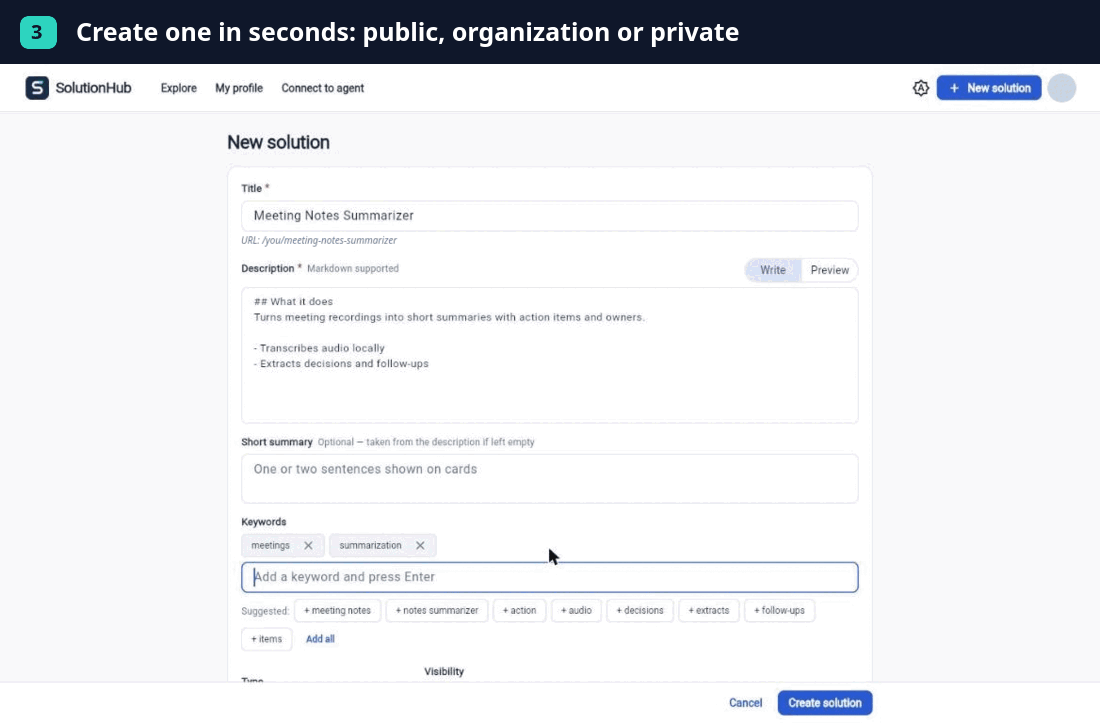 3 Create one in seconds: public, organization or private
S SolutionHub Explore My profile Connect to agent A + New solution
New solution
Title *
Meeting Notes Summarizer
URL: /you/meeting-notes-summarizer
Description * Markdown supported Write Preview
## What it does
Turns meeting recordings into short summaries with action items and owners.
- Transcribes audio locally
- Extracts decisions and follow-ups
Short summary Optional — taken from the description if left empty
One or two sentences shown on cards
Keywords
meetings summarization
Add a keyword and press Enter
Suggested: + meeting notes + notes summarizer + action + audio + decisions + extracts + follow-ups
+ items Add all
Visibility
Type
Cancel Create solution